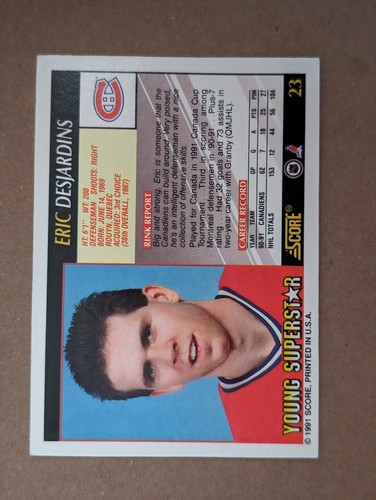 ERIC DESJARDINS
HT: 6'1" WT: 200
DEFENSEMAN SHOOTS: RIGHT
BORN: JUNE 14, 1969
ROUYN, QUEBEC
ACQUIRED: 3rd CHOICE
(38th OVERALL, 1987)
RINK REPORT
Big and strong, Eric is someone that the
Canadiens can build around. Very poised,
he's an intelligent defenseman with a nice
collection of offensive skills.
Played for Canada in 1991 Canada Cup
Tournament. Third in scoring among
Montreal defensemen in '90-91. Plus-7
rating. Had 32 goals and 73 assists in
two-year career with Granby (QMJHL).
CAREER RECORD
YEAR TEAM GP G A PTS PIM
90-91 CANADIENS 62 7 18 25 27
NHL TOTALS 153 12 44 56 104
SCORE®
NHL
23
YOUNG SUPERSTAR
© 1991 SCORE, PRINTED IN U.S.A.